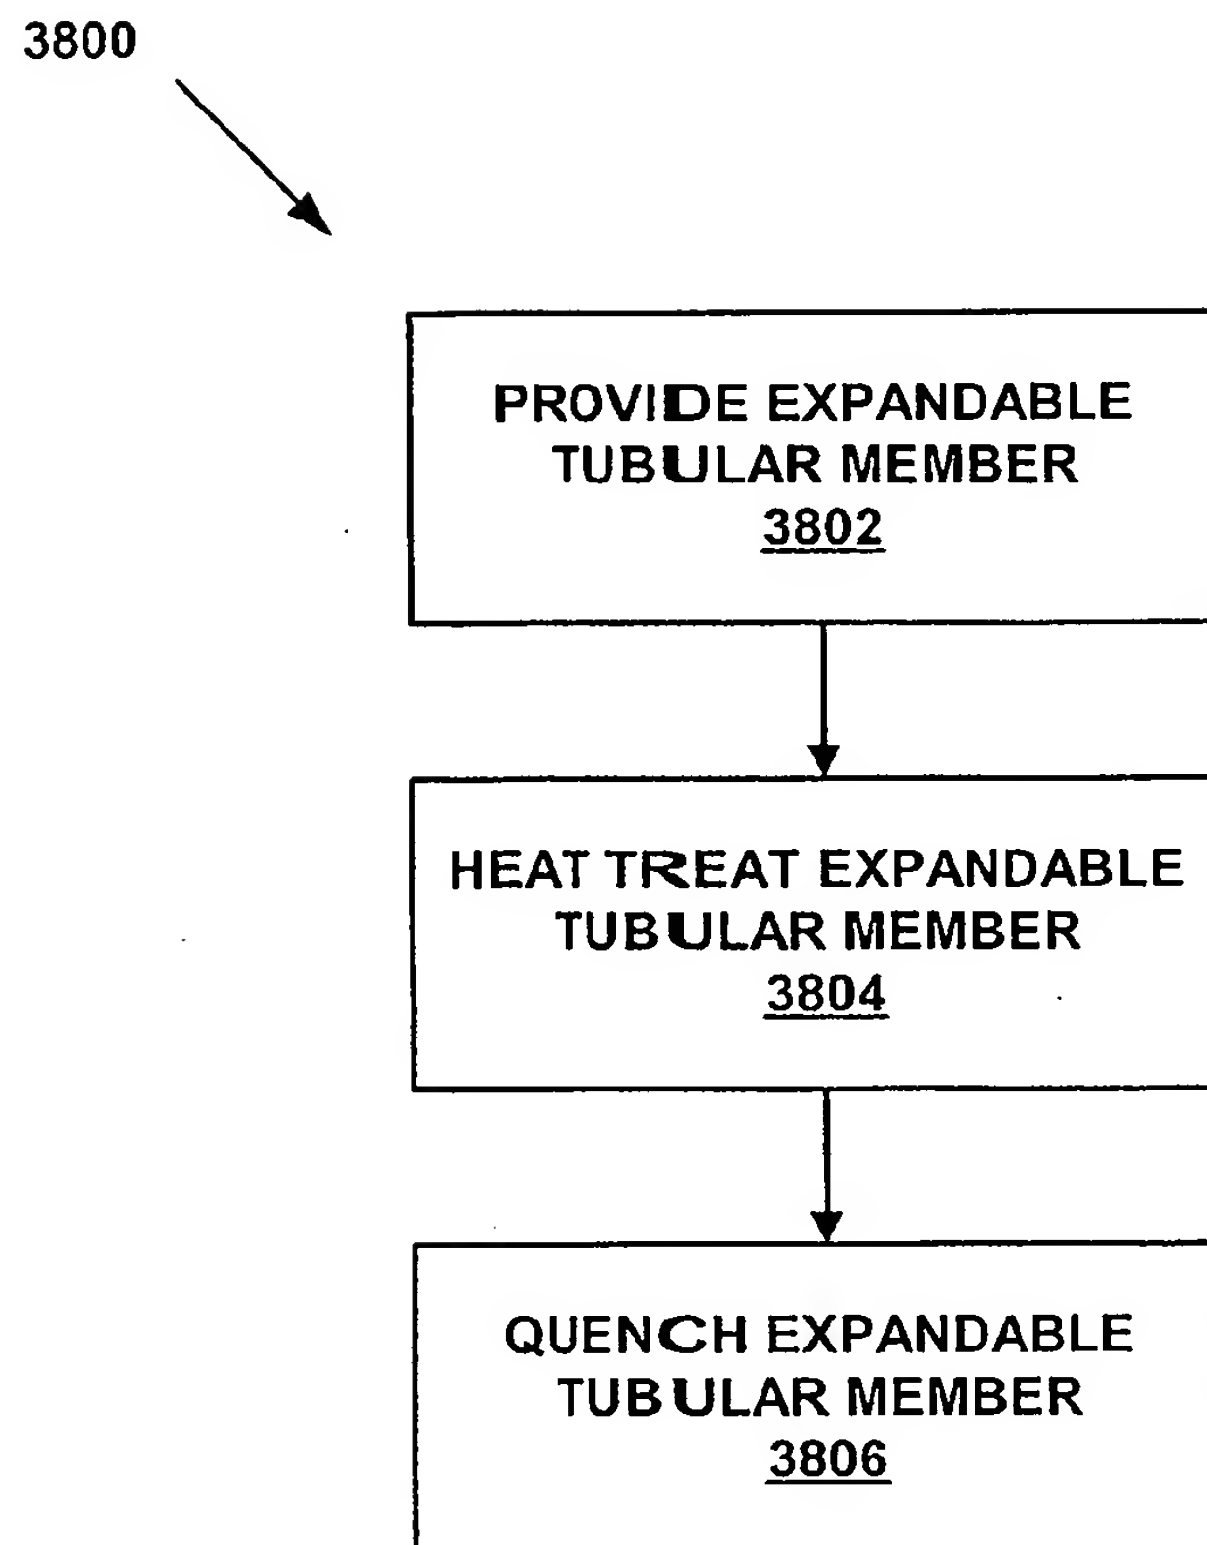 3800
PROVIDE EXPANDABLE
TUBULAR MEMBER
3802
HEAT TREAT EXPANDABLE
TUBULAR MEMBER
3804
QUENCH EXPANDABLE
TUBULAR MEMBER
3806